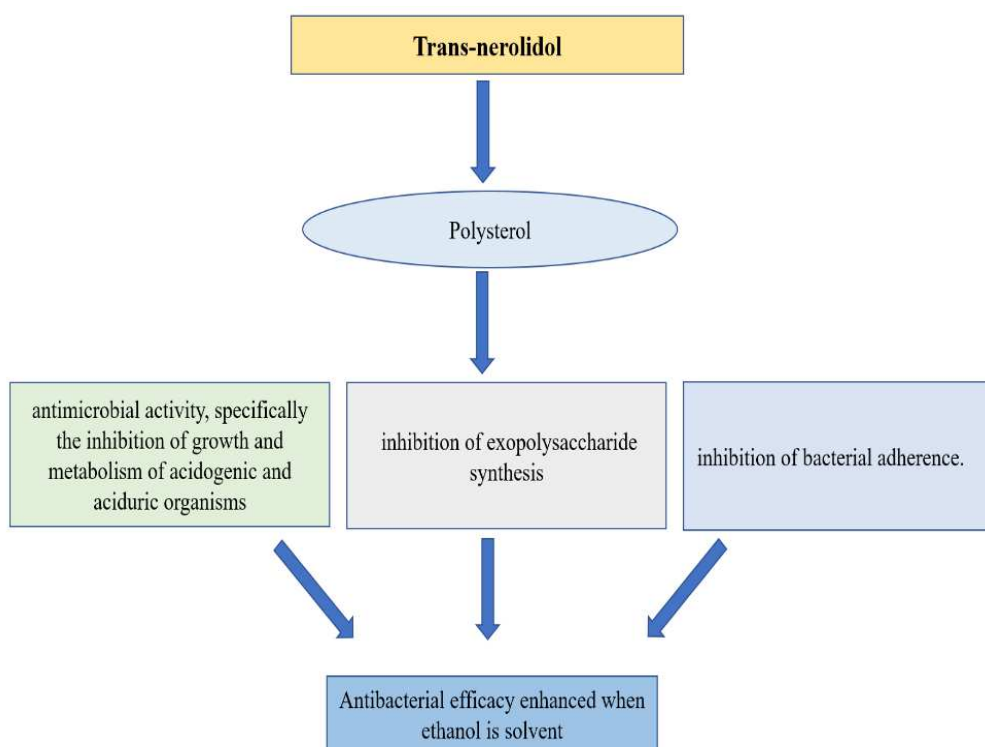 Trans-nerolidol
Polysterol
antimicrobial activity, specifically
the inhibition of growth and
metabolism of acidogenic and
aciduric organisms
inhibition of exopolysaccharide
synthesis
inhibition of bacterial adherence.
Antibacterial efficacy enhanced when
ethanol is solvent